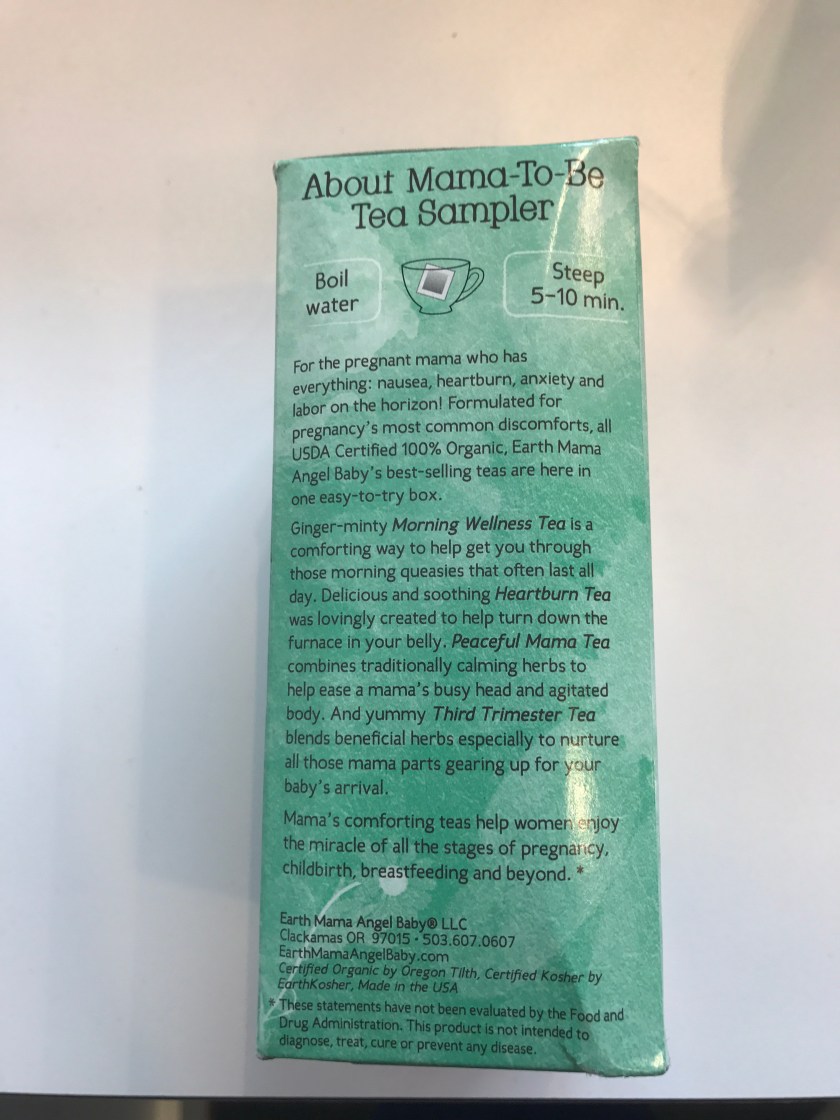 About Mama-To-Be
Tea Sampler
Boil
water
Steep
5-10 min.
For the pregnant mama who has
everything: nausea, heartburn, anxiety and
labor on the horizon! Formulated for
pregnancy's most common discomforts, all
USDA Certified 100% Organic, Earth Mama
Angel Baby's best-selling teas are here in
one easy-to-try box.
Ginger-minty Morning Wellness Tea is a
comforting way to help get you through
those morning queasies that often last all
day. Delicious and soothing Heartburn Tea
was lovingly created to help turn down the
furnace in your belly. Peaceful Mama Tea
combines traditionally calming herbs to
help ease a mama's busy head and agitated
body. And yummy Third Trimester Tea
blends beneficial herbs especially to nurture
all those mama parts gearing up for your
baby's arrival.
Mama's comforting teas help women enjoy
the miracle of all the stages of pregnancy,
childbirth, breastfeeding and beyond. *
Earth Mama Angel Baby® LLC
Clackamas OR 97015 · 503.607.0607
EarthMamaAngelBaby.com
Certified Organic by Oregon Tilth, Certified Kosher by
EarthKosher, Made in the USA
* These statements have not been evaluated by the Food and
Drug Administration. This product is not intended to
diagnose, treat, cure or prevent any disease.